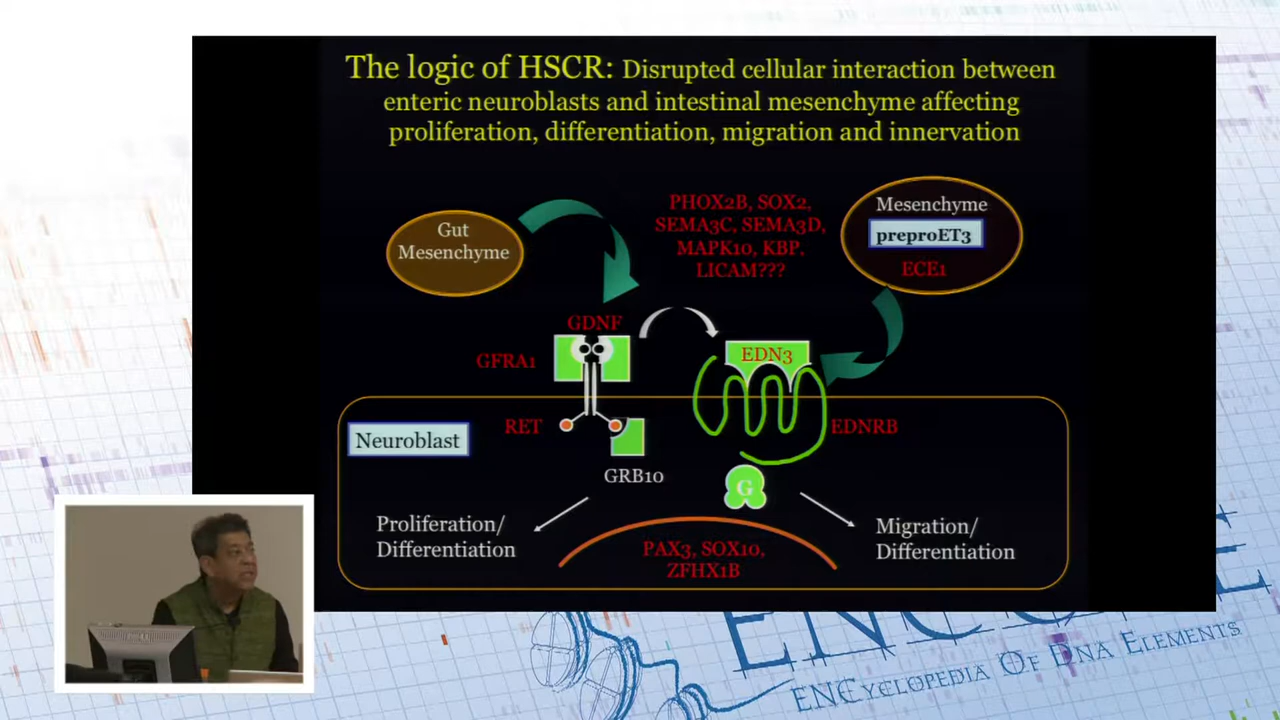 The logic of HSCR: Disrupted cellular interaction between
enteric neuroblasts and intestinal mesenchyme affecting
proliferation, differentiation, migration and innervation
Gut
Mesenchyme
PHOX2B, SOX2,
SEMA3C, SEMA3D,
MAPK10, KBP.
LICAM???
Mesenchyme
preproET3
ECE1
GDNF
GFRA1
EDN3
RET
EDNRB
Neuroblast
GRB10
G
Proliferation/
Differentiation
Migration/
Differentiation
PAX3, SOX10,
ZFHX1B
ENCYCLOPEDIA OF DNA ELEMENTS